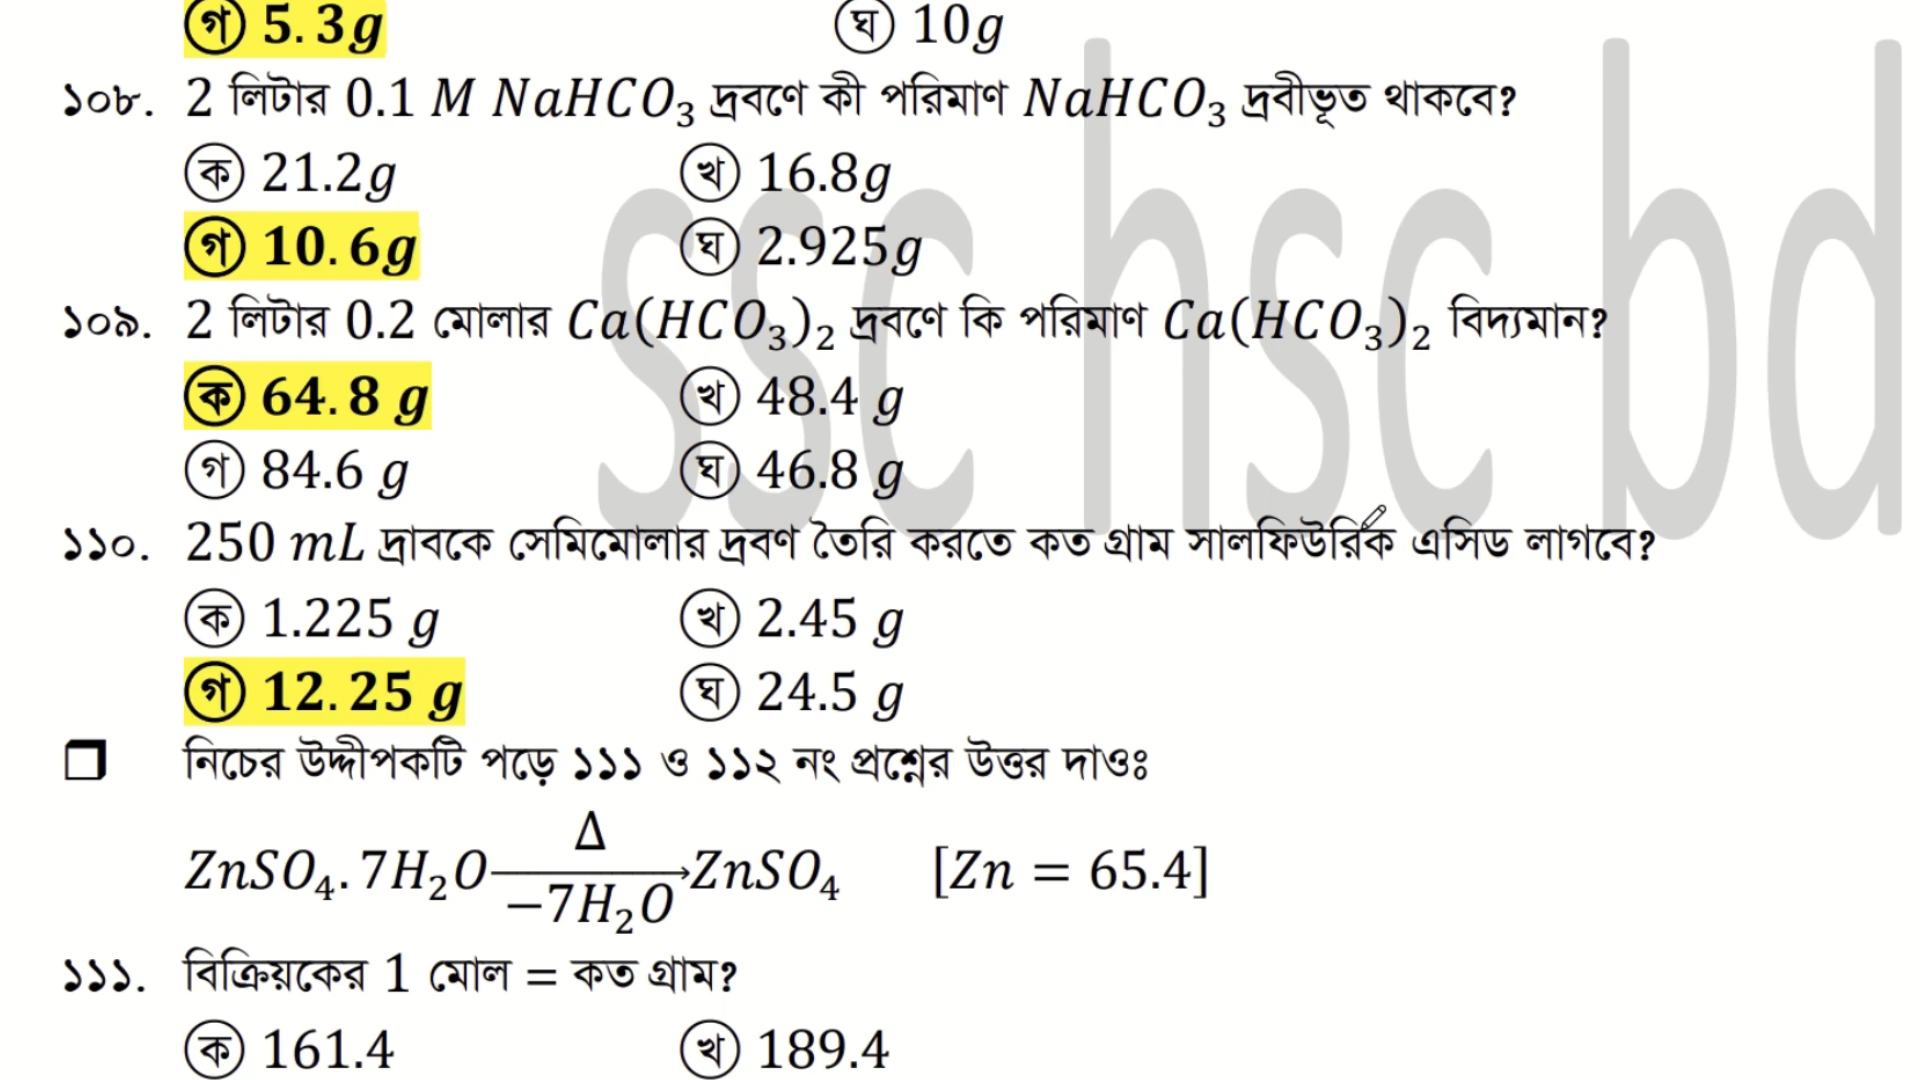 গ 5.3g ঘ 10g
১০৮. 2 লিটার 0.1 M NaHCO₃ দ্রবণে কী পরিমাণ NaHCO₃ দ্রবীভূত থাকবে?
ক 21.2g খ 16.8g
গ 10.6g ঘ 2.925g
১০৯. 2 লিটার 0.2 মোলার Ca(HCO₃)₂ দ্রবণে কি পরিমাণ Ca(HCO₃)₂ বিদ্যমান?
ক 64.8 g খ 48.4 g
গ 84.6 g ঘ 46.8 g
ssc hsc bd
১১০. 250 mL দ্রাবকে সেমিমোলার দ্রবণ তৈরি করতে কত গ্রাম সালফিউরিক এসিড লাগবে?
ক 1.225 g খ 2.45 g
গ 12.25 g ঘ 24.5 g
❒ নিচের উদ্দীপকটি পড়ে ১১১ ও ১১২ নং প্রশ্নের উত্তর দাওঃ
Δ
ZnSO₄.7H₂O → ZnSO₄ [Zn = 65.4]
−7H₂O
১১১. বিক্রিয়কের 1 মোল = কত গ্রাম?
ক 161.4 খ 189.4